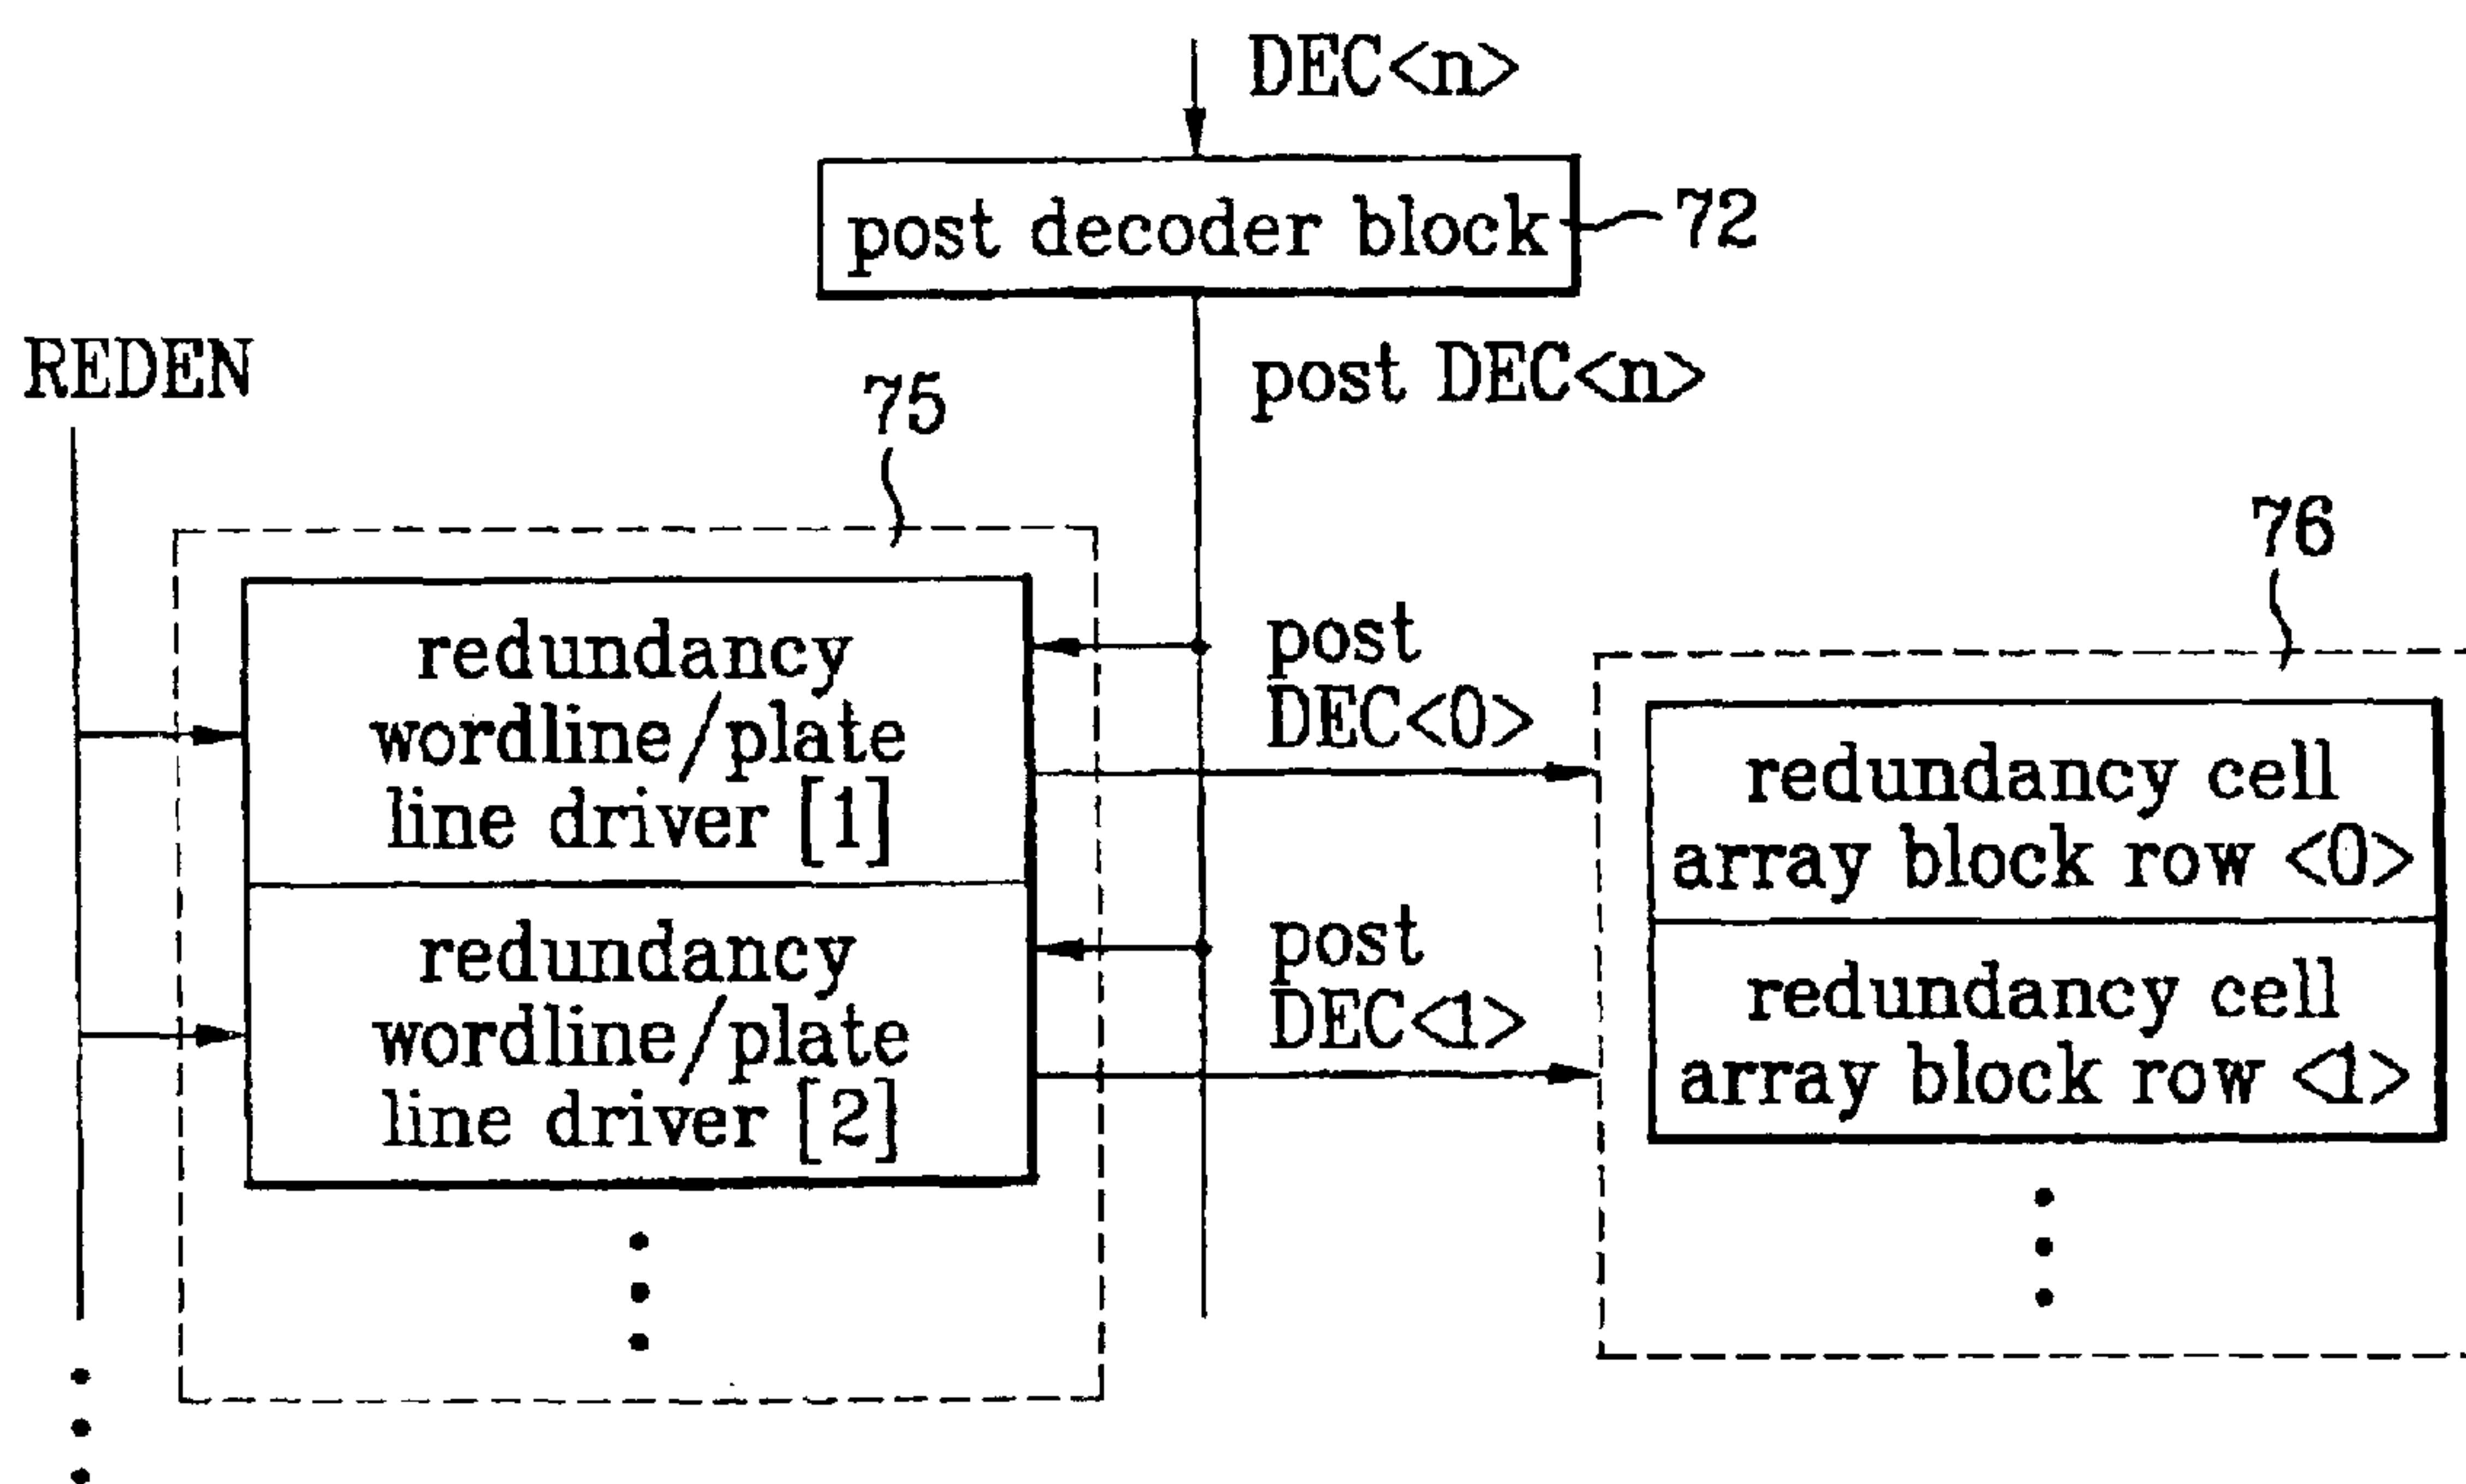 DEC<n>
post decoder block
72
REDEN
post DEC<n>
75
76
redundancy
wordline/plate
line driver [1]
post
DEC<0>
redundancy cell
array block row <0>
redundancy
wordline/plate
line driver [2]
post
DEC<1>
redundancy cell
array block row <1>